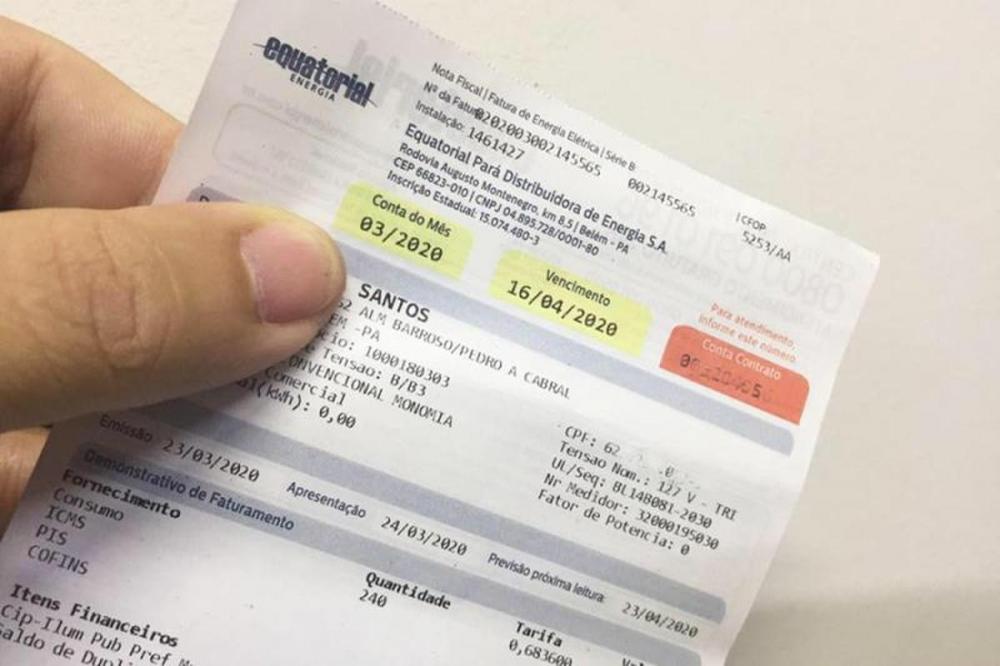 equatorial
ENERGIA
Nota Fiscal | Fatura de Energia Elétrica | Série B
Nº da Fatura: 0202003002145565 002145565 | CFOP
Instalação: 1461427 5253/AA
Equatorial Pará Distribuidora de Energia S.A.
Rodovia Augusto Montenegro, km 8,5 | Belém - PA
CEP 66823-010 | CNPJ 04.895.728/0001-80
Inscrição Estadual: 15.074.480-3
Conta do Mês
03/2020
Vencimento
16/04/2020
Para atendimento,
informe este número.
Conta Contrato
SANTOS
ALM BARROSO/PEDRO A CABRAL
-PA
1000180303
Tensao: B/B3
CONVENCIONAL MONOMIA
Comercial
(kWh): 0,00
CPF: 62
Tensao Nom.: 127 V - TRI
UL/Seq: BL14B081-2030
Nr Medidor: 32000195030
Fator de Potencia: 0
Emissão 23/03/2020 Apresentação 24/03/2020 Previsão próxima leitura: 23/04/2020
Demonstrativo de Faturamento
Fornecimento Quantidade Tarifa
Consumo 240 0,683600
ICMS
PIS
COFINS
Itens Financeiros
Cip-Ilum Pub Pref
Saldo de